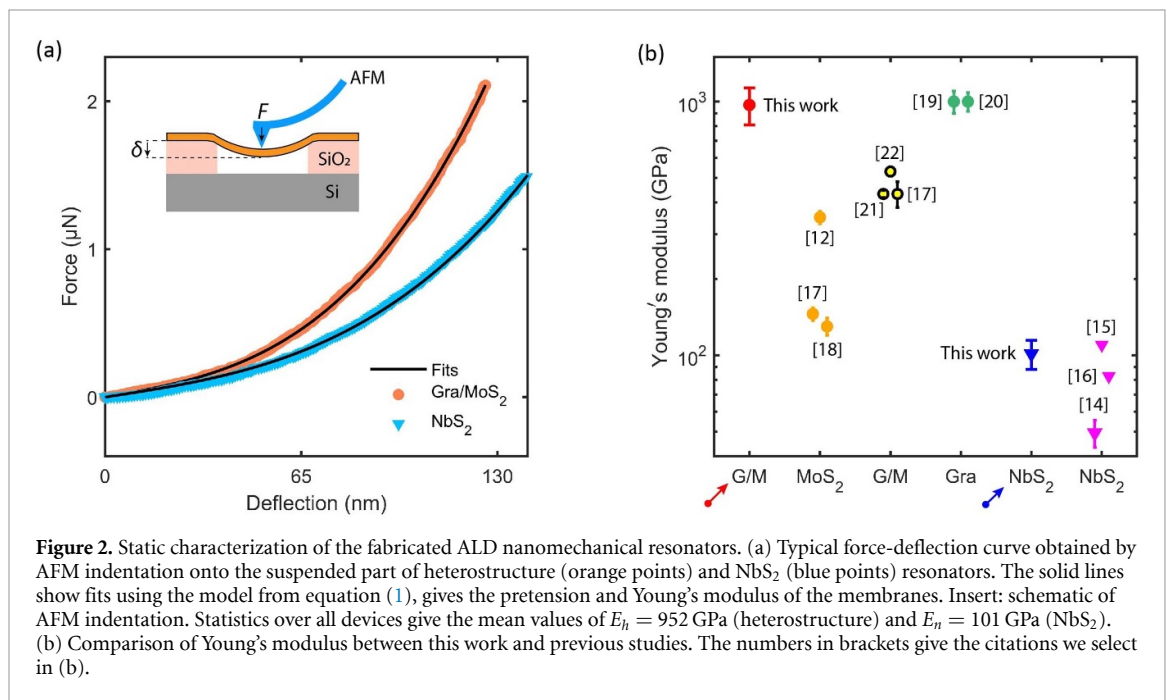 (a)
2
1
0
Force (µN)
AFM
F
δ
SiO₂
Si
Fits
Gra/MoS₂
NbS₂
0
65
130
Deflection (nm)
(b)
10³
10²
Young's modulus (GPa)
This work
[19]
[20]
[22]
[21]
[17]
[12]
[17]
[18]
This work
[15]
[16]
[14]
G/M
MoS₂
G/M
Gra
NbS₂
NbS₂
Figure 2. Static characterization of the fabricated ALD nanomechanical resonators. (a) Typical force-deflection curve obtained by
AFM indentation onto the suspended part of heterostructure (orange points) and NbS₂ (blue points) resonators. The solid lines
show fits using the model from equation (1), gives the pretension and Young's modulus of the membranes. Insert: schematic of
AFM indentation. Statistics over all devices give the mean values of Eₕ = 952 GPa (heterostructure) and Eₙ = 101 GPa (NbS₂).
(b) Comparison of Young's modulus between this work and previous studies. The numbers in brackets give the citations we select
in (b).